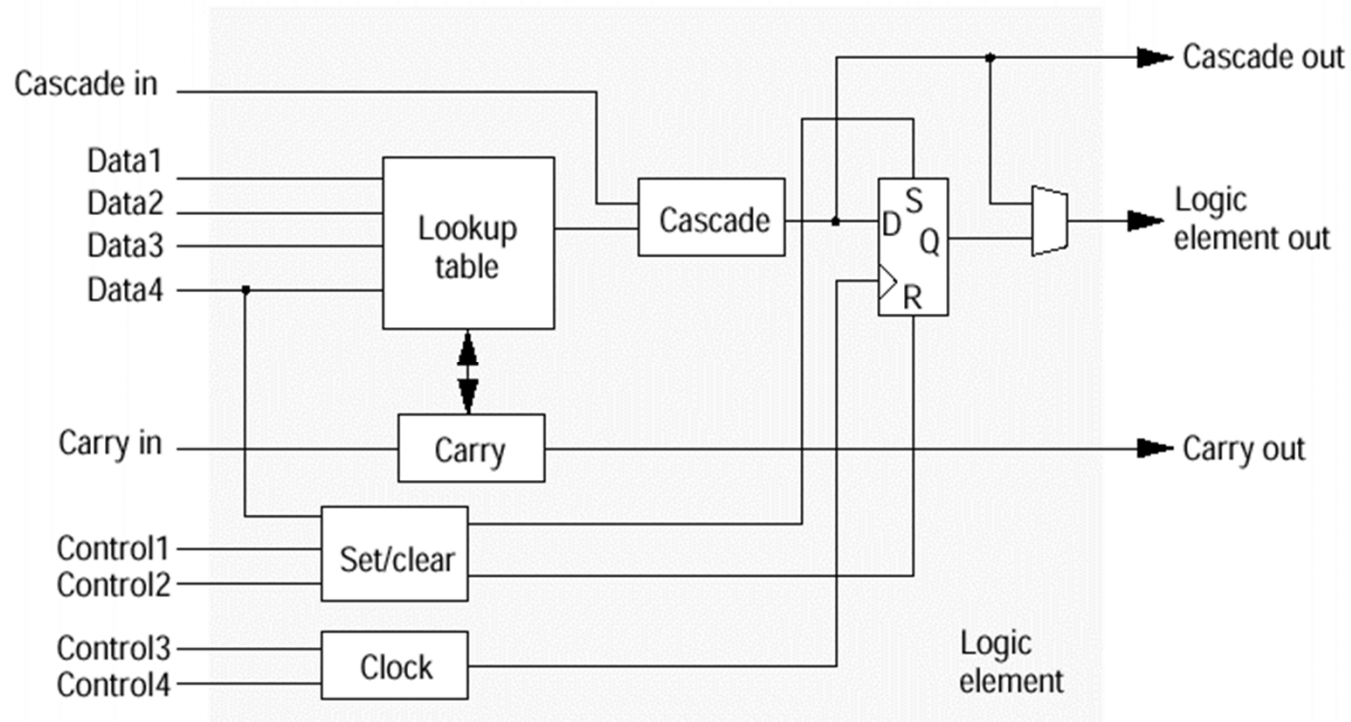 Cascade in
Data1
Data2
Data3
Data4
Carry in
Control1
Control2
Control3
Control4
Lookup
table
Carry
Set/clear
Clock
Cascade
S
D
Q
R
Cascade out
Logic
element out
Carry out
Logic
element